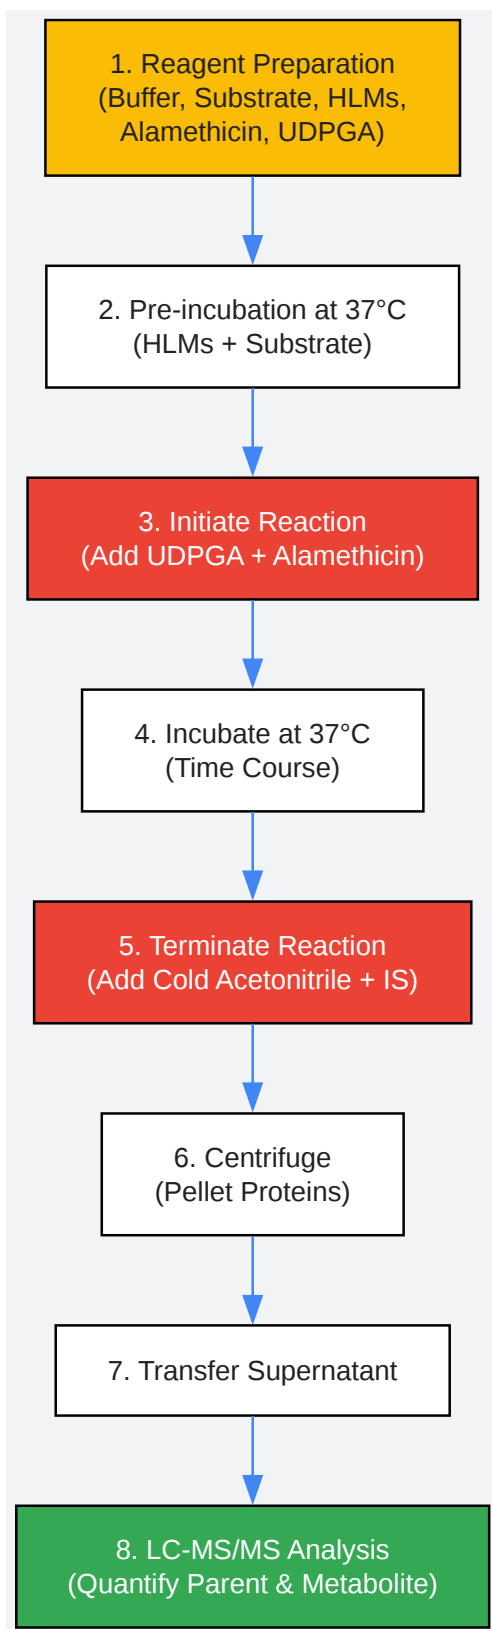 1. Reagent Preparation
(Buffer, Substrate, HLMs,
Alamethicin, UDPGA)
2. Pre-incubation at 37°C
(HLMs + Substrate)
3. Initiate Reaction
(Add UDPGA + Alamethicin)
4. Incubate at 37°C
(Time Course)
5. Terminate Reaction
(Add Cold Acetonitrile + IS)
6. Centrifuge
(Pellet Proteins)
7. Transfer Supernatant
8. LC-MS/MS Analysis
(Quantify Parent & Metabolite)